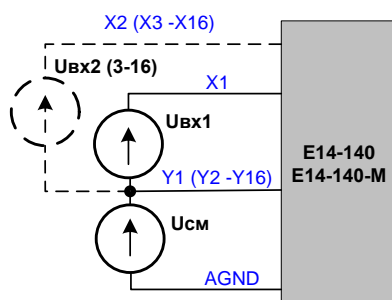 X2 (X3 -X16)
Uвх2 (3-16)
X1
Uвх1
E14-140
E14-140-M
Y1 (Y2 -Y16)
Uсм
AGND